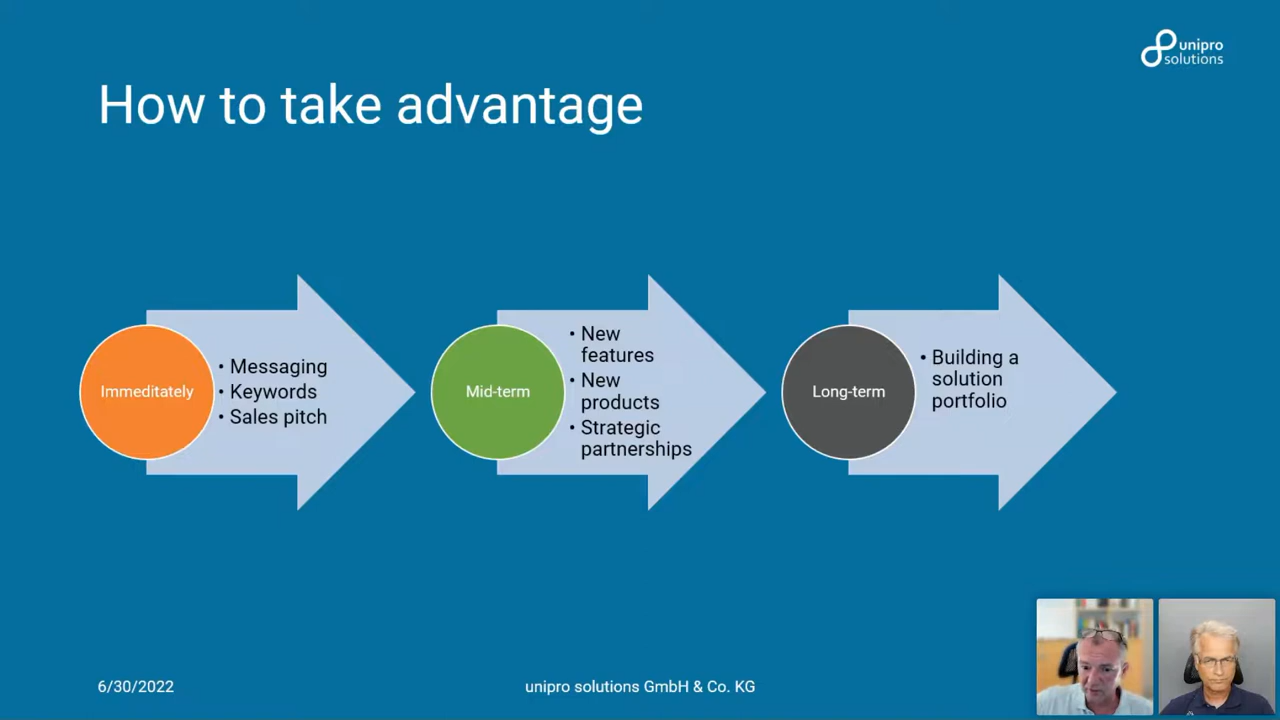 unipro
solutions
How to take advantage
Immeditately
• Messaging
• Keywords
• Sales pitch
Mid-term
• New
features
• New
products
• Strategic
partnerships
Long-term
• Building a
solution
portfolio
6/30/2022
unipro solutions GmbH & Co. KG